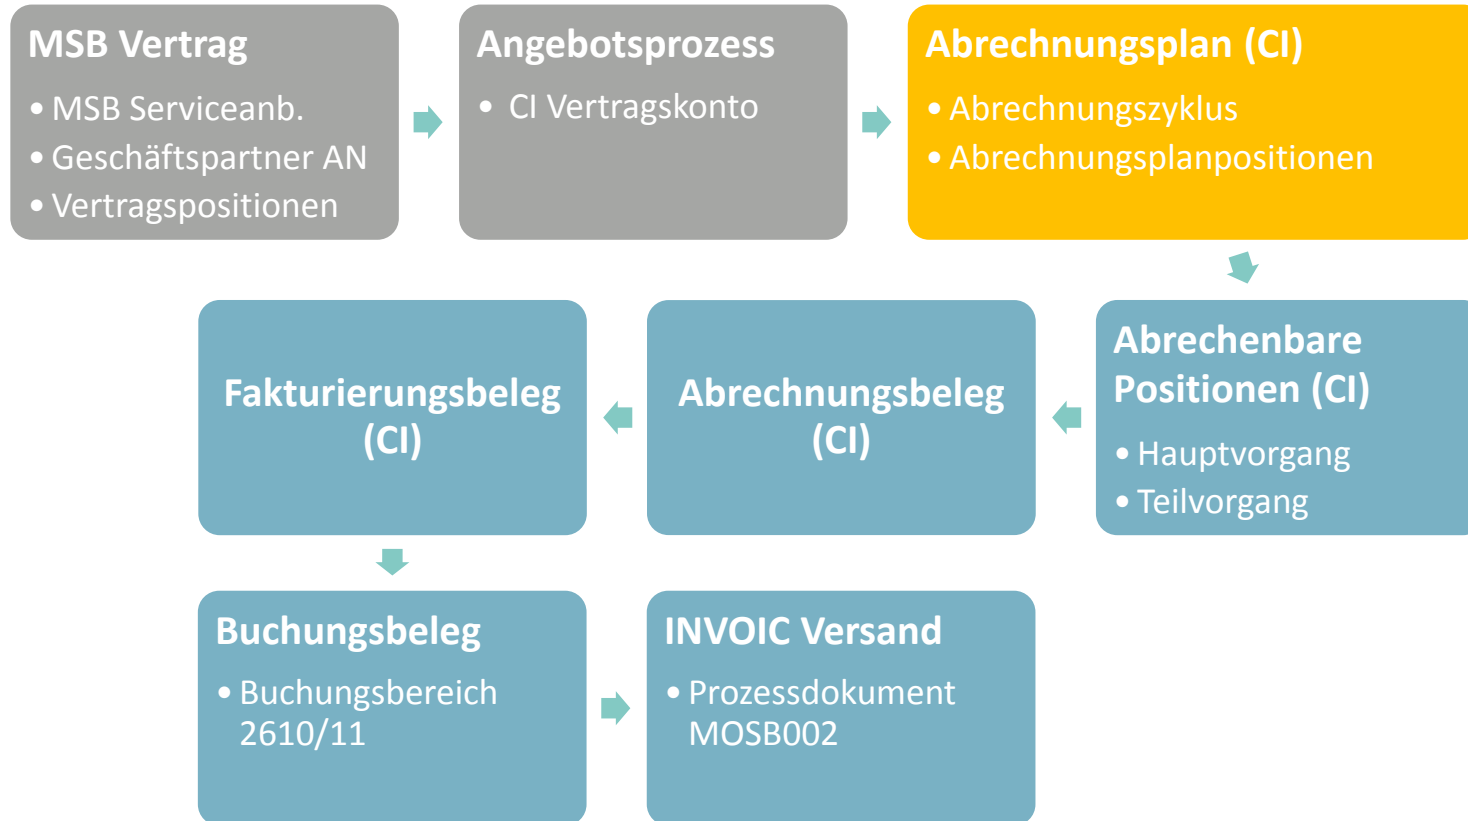 MSB Vertrag
• MSB Serviceanb.
• Geschäftspartner AN
• Vertragspositionen
Angebotsprozess
• CI Vertragskonto
Abrechnungsplan (CI)
• Abrechnungszyklus
• Abrechnungsplanpositionen
Abrechenbare
Positionen (CI)
• Hauptvorgang
• Teilvorgang
Abrechnungsbeleg
(CI)
Fakturierungsbeleg
(CI)
Buchungsbeleg
• Buchungsbereich
2610/11
INVOIC Versand
• Prozessdokument
MOSB002